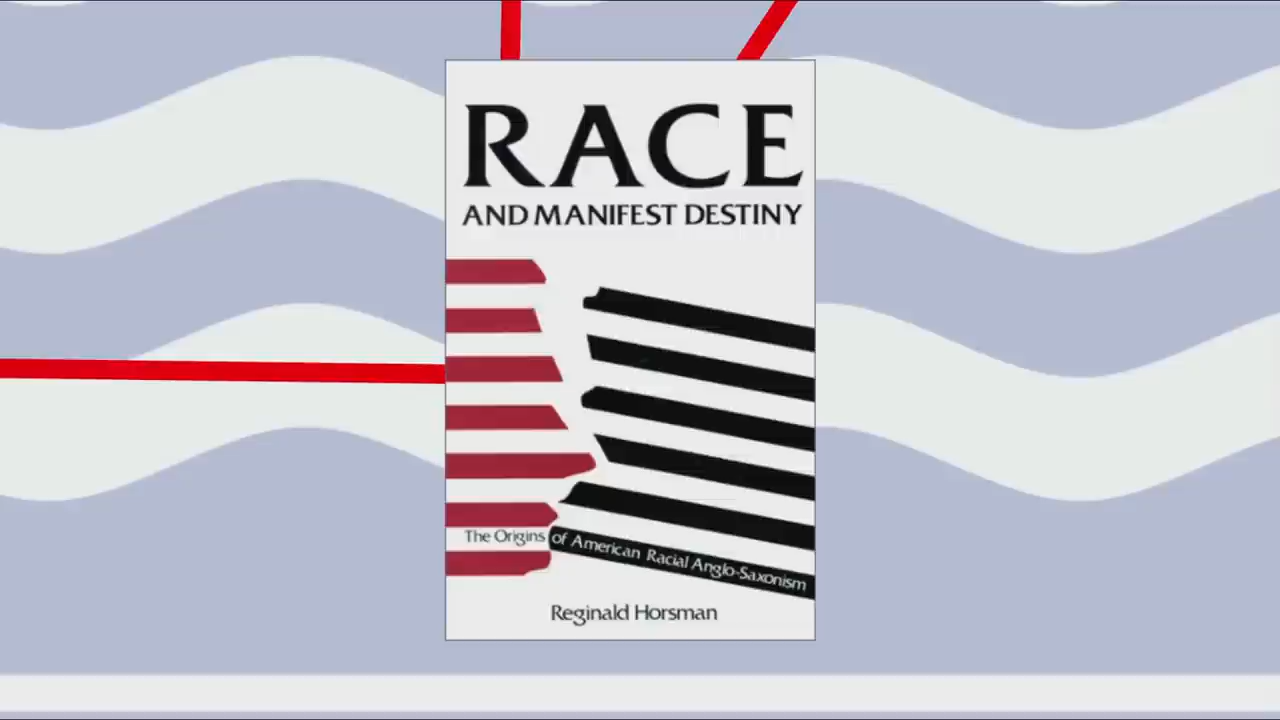 RACE
AND MANIFEST DESTINY
The Origins of American Racial Anglo-Saxonism
Reginald Horsman